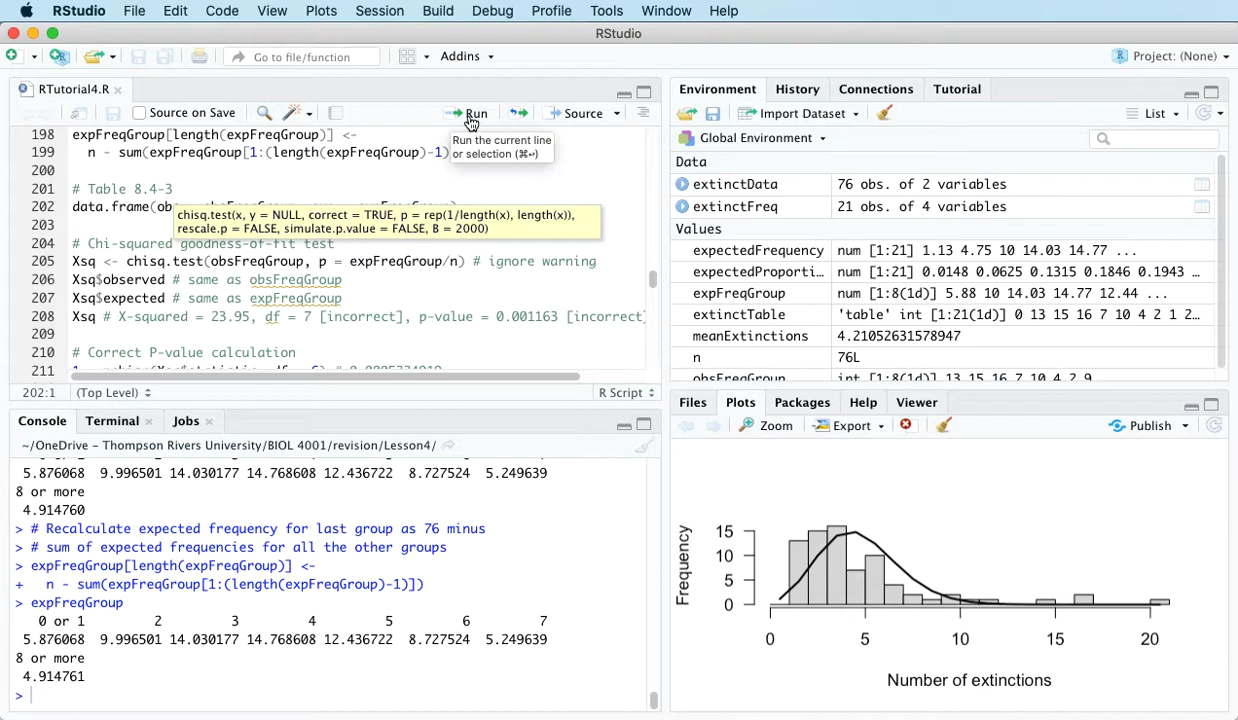 RStudio File Edit Code View Plots Session Build Debug Profile Tools Window Help
RStudio
Go to file/function Addins Project: (None)
RTutorial4.R
Source on Save Run Source
Run the current line
or selection (⌘↩)
198 expFreqGroup[length(expFreqGroup)] <-
199 n - sum(expFreqGroup[1:(length(expFreqGroup)-1)
200
201 # Table 8.4-3
202 data.frame(ob
chisq.test(x, y = NULL, correct = TRUE, p = rep(1/length(x), length(x)),
rescale.p = FALSE, simulate.p.value = FALSE, B = 2000)
203
204 # Chi-squared goodness-of-fit test
205 Xsq <- chisq.test(obsFreqGroup, p = expFreqGroup/n) # ignore warning
206 Xsq$observed # same as obsFreqGroup
207 Xsq$expected # same as expFreqGroup
208 Xsq # X-squared = 23.95, df = 7 [incorrect], p-value = 0.001163 [incorrect]
209
210 # Correct P-value calculation
211
202:1 (Top Level) R Script
Console Terminal Jobs
~/OneDrive – Thompson Rivers University/BIOL 4001/revision/Lesson4/
5.876068 9.996501 14.030177 14.768608 12.436722 8.727524 5.249639
8 or more
4.914760
> # Recalculate expected frequency for last group as 76 minus
> # sum of expected frequencies for all the other groups
> expFreqGroup[length(expFreqGroup)] <-
+ n - sum(expFreqGroup[1:(length(expFreqGroup)-1)])
> expFreqGroup
0 or 1 2 3 4 5 6 7
5.876068 9.996501 14.030177 14.768608 12.436722 8.727524 5.249639
8 or more
4.914761
>
Environment History Connections Tutorial
Import Dataset List
Global Environment
Data
extinctData 76 obs. of 2 variables
extinctFreq 21 obs. of 4 variables
Values
expectedFrequency num [1:21] 1.13 4.75 10 14.03 14.77 ...
expectedProporti… num [1:21] 0.0148 0.0625 0.1315 0.1846 0.1943 …
expFreqGroup num [1:8(1d)] 5.88 10 14.03 14.77 12.44 ...
extinctTable 'table' int [1:21(1d)] 0 13 15 16 7 10 4 2 1 2…
meanExtinctions 4.21052631578947
n 76L
obsFreqGroup int [1:8(1d)] 13 15 16 7 10 4 2 9
Files Plots Packages Help Viewer
Zoom Export Publish
Frequency
15
10
5
0
0 5 10 15 20
Number of extinctions